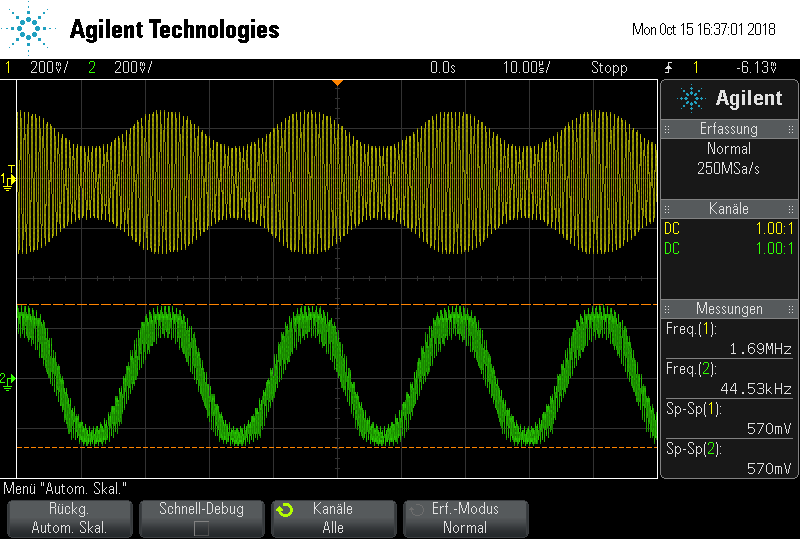 Agilent Technologies
Mon Oct 15 16:37:01 2018
1 200mV/ 2 200mV/ 0.0s 10.00µs/ Stopp 1 -6.13mV
Agilent
Erfassung
Normal
250MSa/s
Kanäle
DC 1.00:1
DC 1.00:1
Messungen
Freq.(1):
1.69MHz
Freq.(2):
44.53kHz
Sp-Sp(1):
570mV
Sp-Sp(2):
570mV
T
1
2
Menü "Autom. Skal."
Rückg.
Autom. Skal.
Schnell-Debug
Kanäle
Alle
Erf.-Modus
Normal